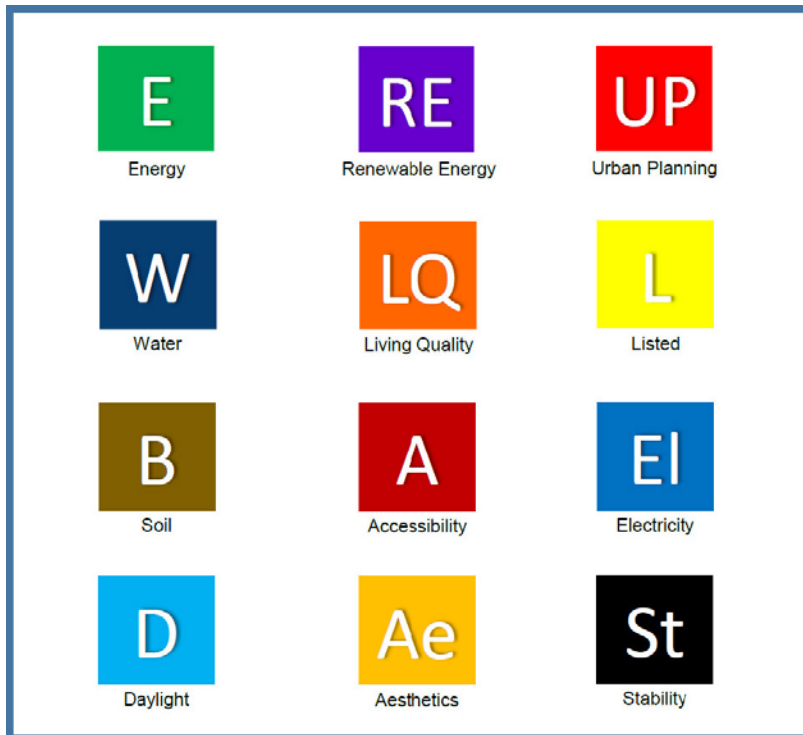 E RE UP
Energy Renewable Energy Urban Planning
W LQ L
Water Living Quality Listed
B A El
Soil Accessibility Electricity
D Ae St
Daylight Aesthetics Stability